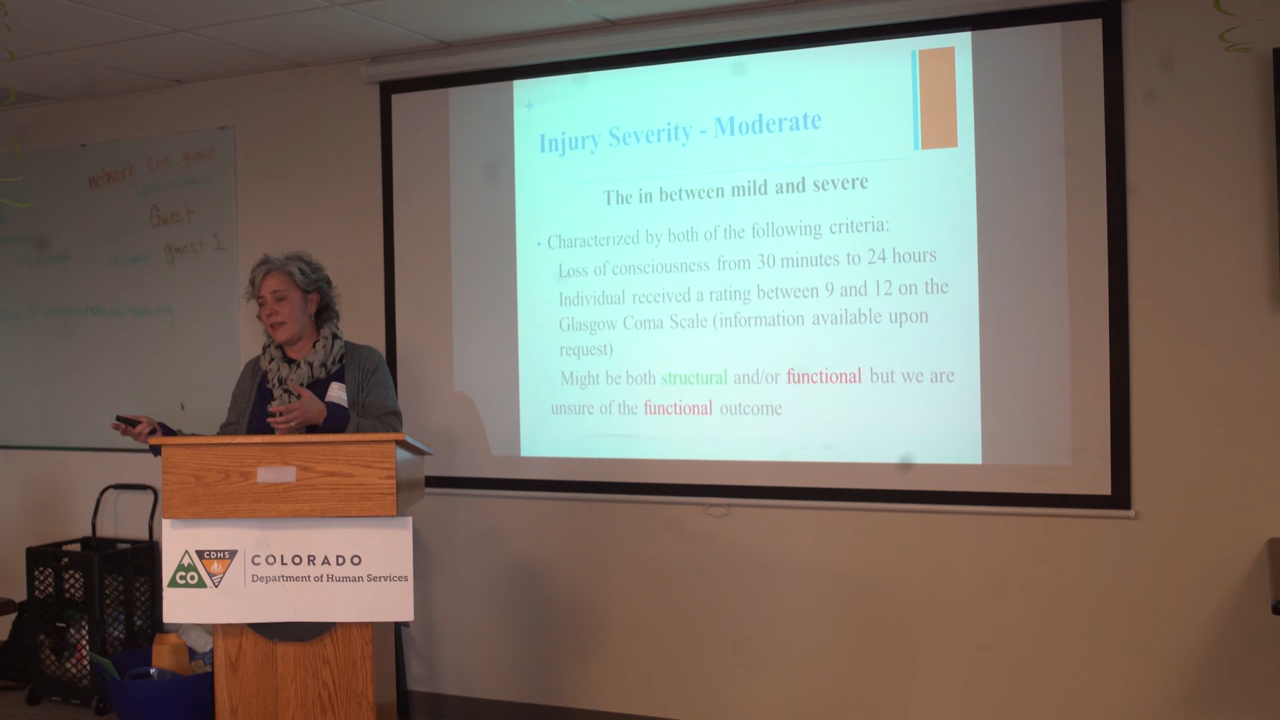 Injury Severity - Moderate
The in between mild and severe
• Characterized by both of the following criteria:
Loss of consciousness from 30 minutes to 24 hours
Individual received a rating between 9 and 12 on the
Glasgow Coma Scale (information available upon
request)
Might be both structural and/or functional but we are
unsure of the functional outcome
network
Guest
guest 1
CO
CDHS
COLORADO
Department of Human Services